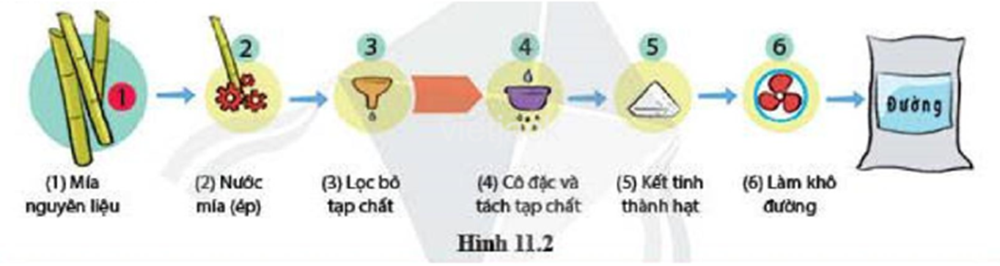 1
2
3
4
5
6
Đường
(1) Mía
nguyên liệu
(2) Nước
mía (ép)
(3) Lọc bỏ
tạp chất
(4) Cô đặc và
tách tạp chất
(5) Kết tinh
thành hạt
(6) Làm khô
đường
Hình 11.2